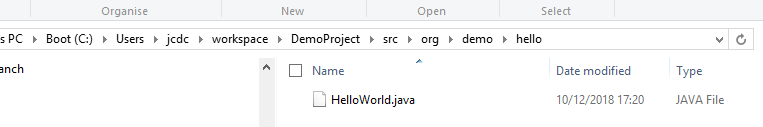 Organise New Open Select
s PC Boot (C:) Users jcdc workspace DemoProject src org demo hello
anch
Name Date modified Type
HelloWorld.java 10/12/2018 17:20 JAVA File